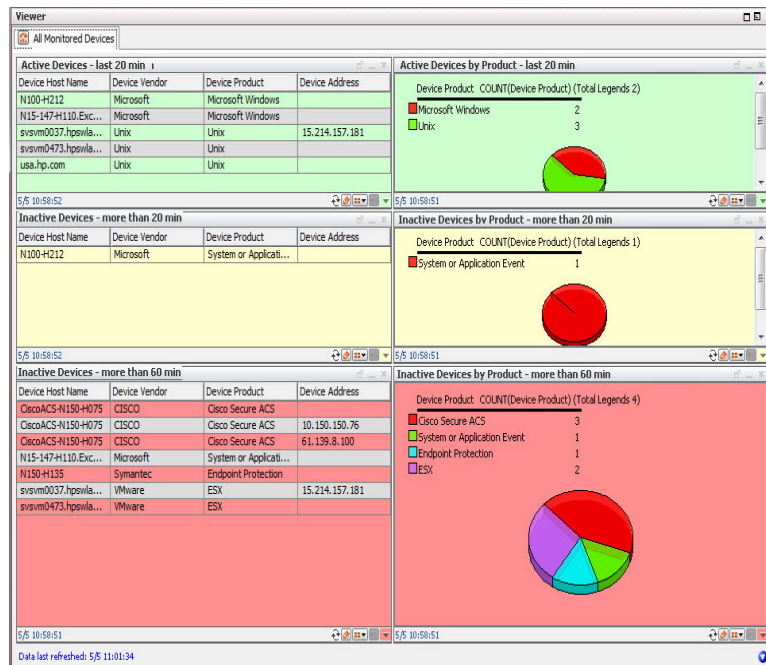 Viewer
All Monitored Devices
Active Devices - last 20 min
Device Host Name Device Vendor Device Product Device Address
N100-H212 Microsoft Microsoft Windows
N15-147-H110.Exc... Microsoft Microsoft Windows
svsvm0037.hpswla... Unix Unix 15.214.157.181
svsvm0473.hpswla... Unix Unix
usa.hp.com Unix Unix
5/5 10:58:52
Active Devices by Product - last 20 min
Device Product COUNT(Device Product) (Total Legends 2)
Microsoft Windows 2
Unix 3
5/5 10:58:51
Inactive Devices - more than 20 min
Device Host Name Device Vendor Device Product Device Address
N100-H212 Microsoft System or Applicati...
5/5 10:58:52
Inactive Devices by Product - more than 20 min
Device Product COUNT(Device Product) (Total Legends 1)
System or Application Event 1
5/5 10:58:51
Inactive Devices - more than 60 min
Device Host Name Device Vendor Device Product Device Address
CiscoACS-N150-H075 CISCO Cisco Secure ACS
CiscoACS-N150-H075 CISCO Cisco Secure ACS 10.150.150.76
CiscoACS-N150-H075 CISCO Cisco Secure ACS 61.139.8.100
N15-147-H110.Exc... Microsoft System or Applicati...
N150-H135 Symantec Endpoint Protection
svsvm0037.hpswla... VMware ESX 15.214.157.181
svsvm0473.hpswla... VMware ESX
5/5 10:58:51
Inactive Devices by Product - more than 60 min
Device Product COUNT(Device Product) (Total Legends 4)
Cisco Secure ACS 3
System or Application Event 1
Endpoint Protection 1
ESX 2
5/5 10:58:51
Data last refreshed: 5/5 11:01:34